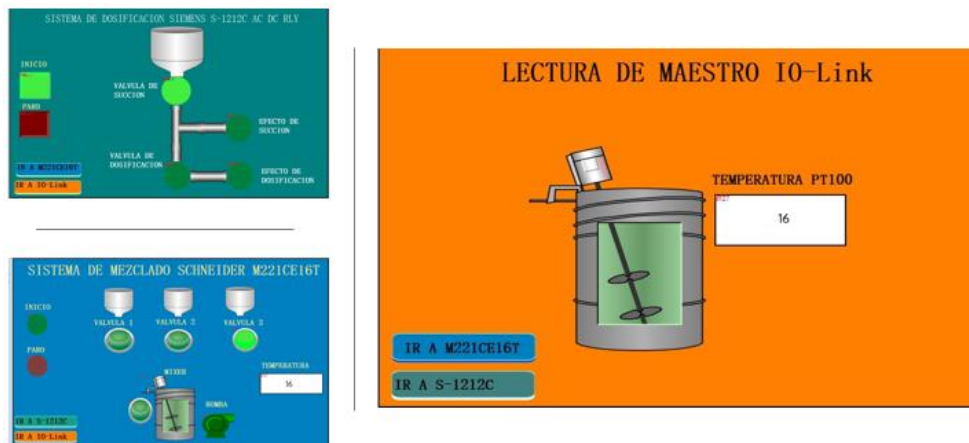 SISTEMA DE DOSIFICACION SIEMENS S-1212C AC DC RLY
INICIO
PARO
VALVULA DE
SUCCION
EFECTO DE
SUCCION
VALVULA DE
DOSIFICACION
EFECTO DE
DOSIFICACION
IR A M221CE16T
IR A IO-Link
SISTEMA DE MEZCLADO SCHNEIDER M221CE16T
INICIO
PARO
VALVULA 1
VALVULA 2
VALVULA 3
TEMPERATURA
16
MIXER
BOMBA
IR A S-1212C
IR A IO-Link
LECTURA DE MAESTRO IO-Link
TEMPERATURA PT100
16
IR A M221CE16T
IR A S-1212C